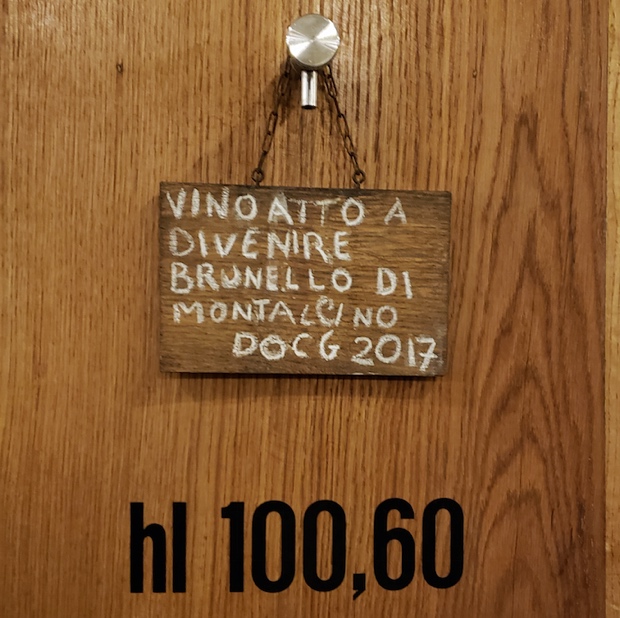 VINO ATTO A
DIVENIRE
BRUNELLO DI
MONTALCINO
DOCG 2017
hl 100,60